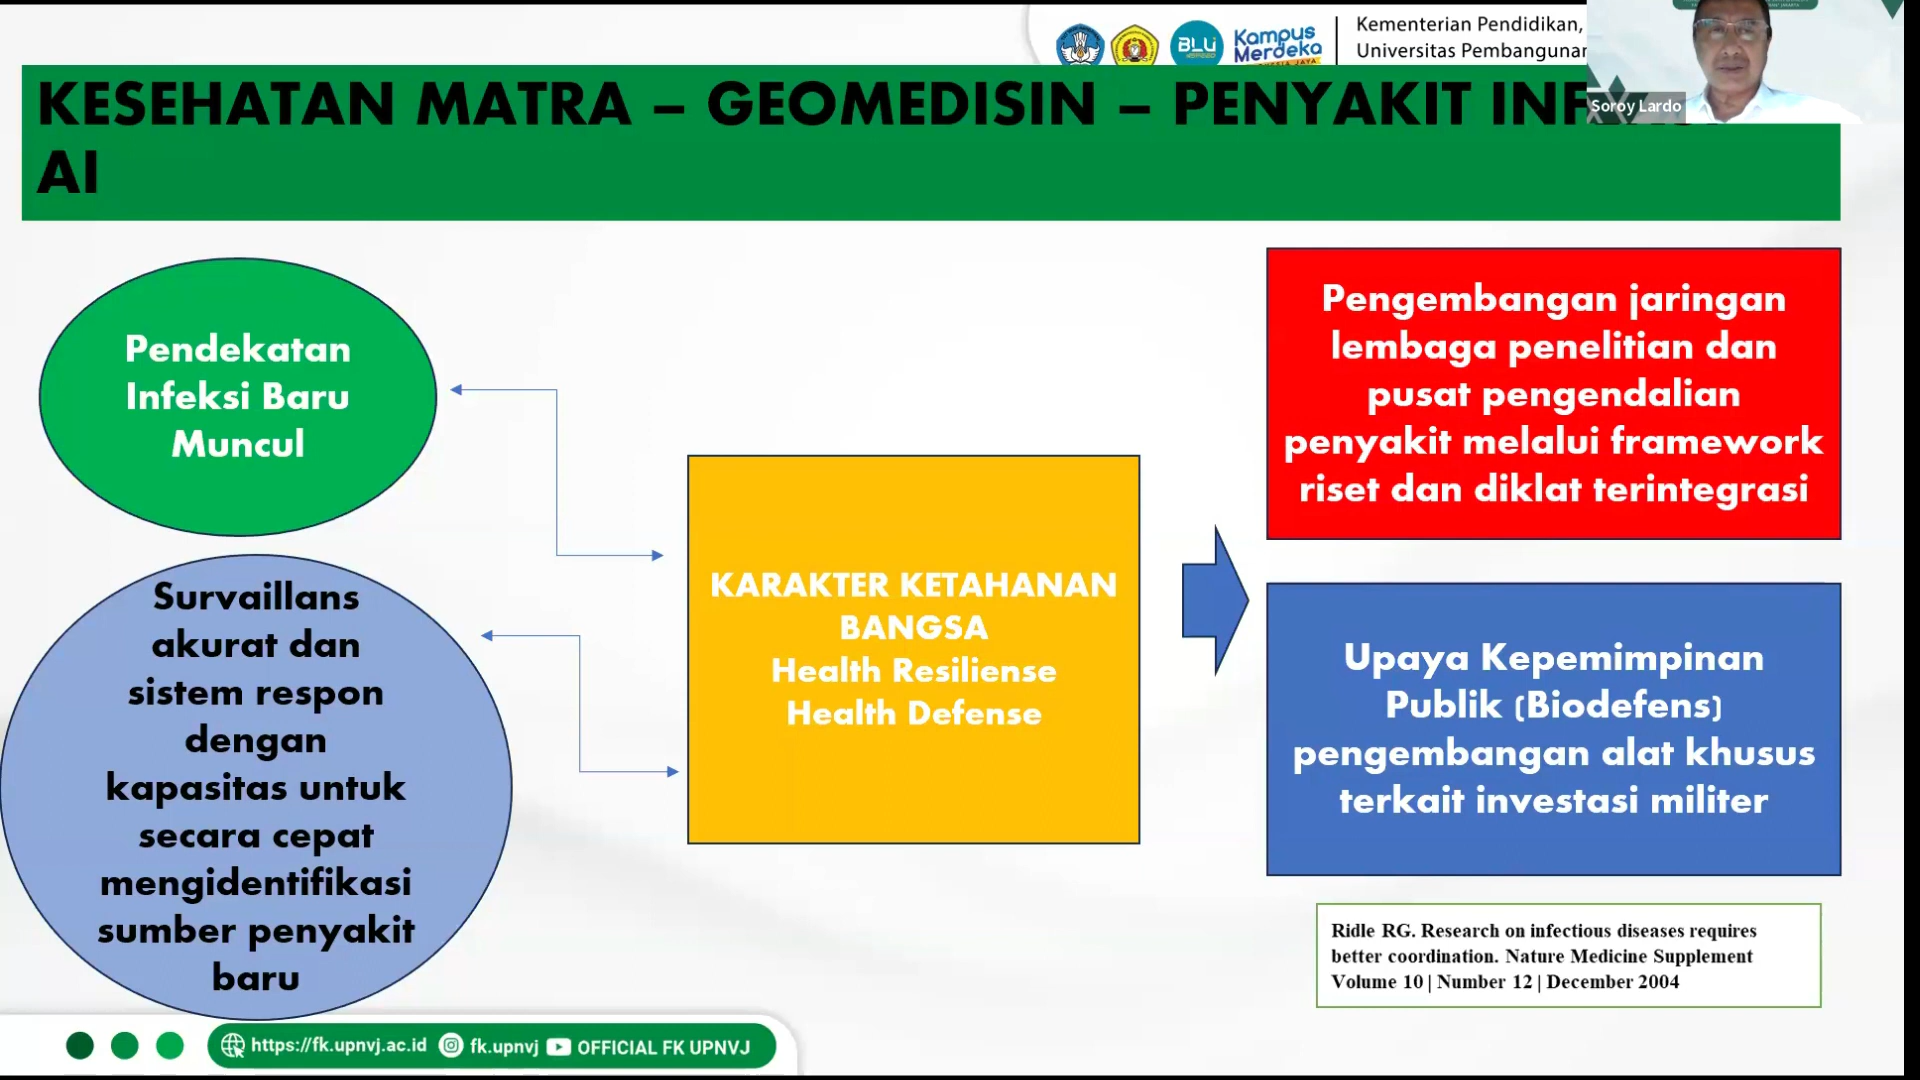 BLU
Kampus
Merdeka
Kementerian Pendidikan,
Universitas Pembangunan
Soroy Lardo
KESEHATAN MATRA – GEOMEDISIN – PENYAKIT
AI
Pendekatan
Infeksi Baru
Muncul
Survaillans
akurat dan
sistem respon
dengan
kapasitas untuk
secara cepat
mengidentifikasi
sumber penyakit
baru
KARAKTER KETAHANAN
BANGSA
Health Resiliense
Health Defense
Pengembangan jaringan
lembaga penelitian dan
pusat pengendalian
penyakit melalui framework
riset dan diklat terintegrasi
Upaya Kepemimpinan
Publik (Biodefens)
pengembangan alat khusus
terkait investasi militer
Ridle RG. Research on infectious diseases requires
better coordination. Nature Medicine Supplement
Volume 10 | Number 12 | December 2004
https://fk.upnvj.ac.id fk.upnvj OFFICIAL FK UPNVJ